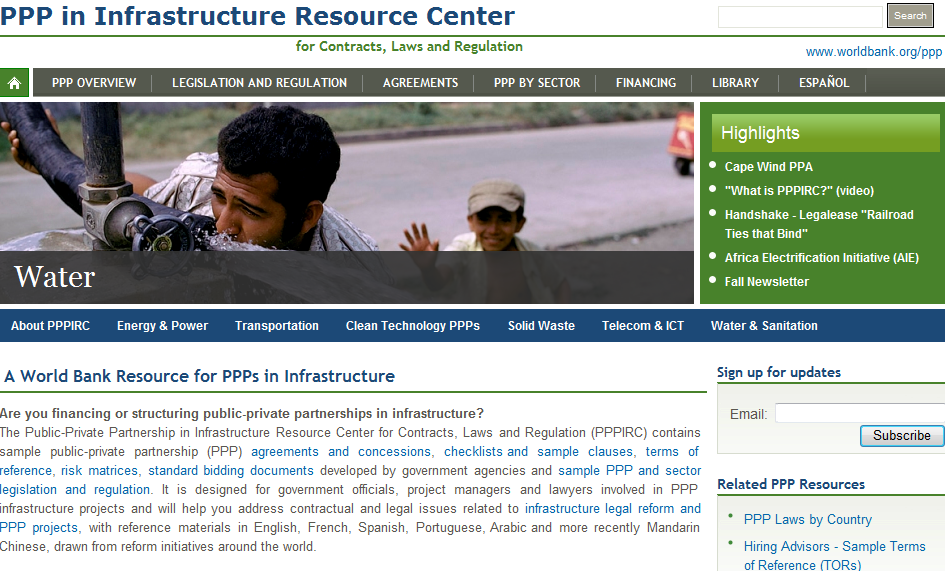 PPP in Infrastructure Resource Center
Search
for Contracts, Laws and Regulation
www.worldbank.org/ppp
PPP OVERVIEW
LEGISLATION AND REGULATION
AGREEMENTS
PPP BY SECTOR
FINANCING
LIBRARY
ESPAÑOL
Water
Highlights
Cape Wind PPA
"What is PPPIRC?" (video)
Handshake - Legalese "Railroad
Ties that Bind"
Africa Electrification Initiative (AIE)
Fall Newsletter
About PPPIRC
Energy & Power
Transportation
Clean Technology PPPs
Solid Waste
Telecom & ICT
Water & Sanitation
A World Bank Resource for PPPs in Infrastructure
Are you financing or structuring public-private partnerships in infrastructure?
The Public-Private Partnership in Infrastructure Resource Center for Contracts, Laws and Regulation (PPPIRC) contains
sample public-private partnership (PPP) agreements and concessions, checklists and sample clauses, terms of
reference, risk matrices, standard bidding documents developed by government agencies and sample PPP and sector
legislation and regulation. It is designed for government officials, project managers and lawyers involved in PPP
infrastructure projects and will help you address contractual and legal issues related to infrastructure legal reform and
PPP projects, with reference materials in English, French, Spanish, Portuguese, Arabic and more recently Mandarin
Chinese, drawn from reform initiatives around the world.
Sign up for updates
Email:
Subscribe
Related PPP Resources
PPP Laws by Country
Hiring Advisors - Sample Terms
of Reference (TORs)